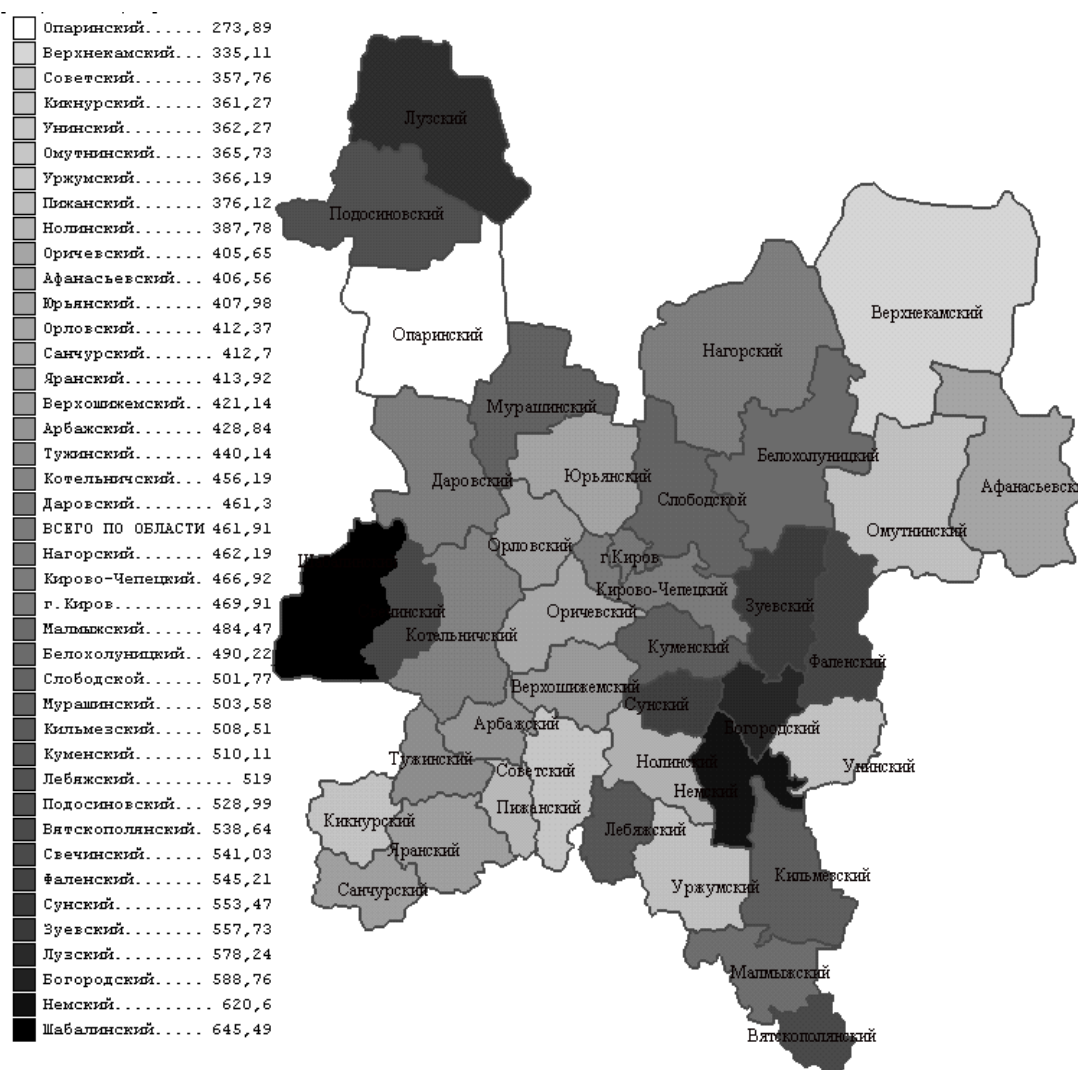 Опаринский...... 273,89
Верхнекамский... 335,11
Советский....... 357,76
Кикнурский...... 361,27
Унинский........ 362,27
Омутнинский..... 365,73
Уржумский....... 366,19
Пижанский....... 376,12
Нолинский....... 387,78
Оричевский...... 405,65
Афанасьевский... 406,56
Юрьянский....... 407,98
Орловский....... 412,37
Санчурский....... 412,7
Яранский........ 413,92
Верхошижемский.. 421,14
Арбажский....... 428,84
Тужинский....... 440,14
Котельничский... 456,19
Даровский........ 461,3
ВСЕГО ПО ОБЛАСТИ 461,91
Нагорский....... 462,19
Кирово-Чепецкий. 466,92
г.Киров......... 469,91
Малмыжский...... 484,47
Белохолуницкий.. 490,22
Слободской...... 501,77
Мурашинский..... 503,58
Кильмезский..... 508,51
Куменский....... 510,11
Лебяжский.......... 519
Подосиновский... 528,99
Вятскополянский. 538,64
Свечинский...... 541,03
Фаленский....... 545,21
Сунский......... 553,47
Зуевский........ 557,73
Лузский......... 578,24
Богородский..... 588,76
Немский.......... 620,6
Шабалинский..... 645,49
Лузский
Подосиновский
Верхнекамский
Опаринский
Нагорский
Мурашинский
Белохолуницкий
Юрьянский
Даровский
Афанасьевск
Слободской
Омутнинский
Орловский
г.Киров
Кирово-Чепецкий
Зуевский
Оричевский
Котельничский
Куменский
Фаленский
Верхошижемский
Сунский
Арбажский
Богородский
Тужинский
Нолинский
Унинский
Советский
Немский
Пижанский
Кикнурский
Лебяжский
Яранский
Кильмезский
Санчурский
Уржумский
Малмыжский
Вятскополянский